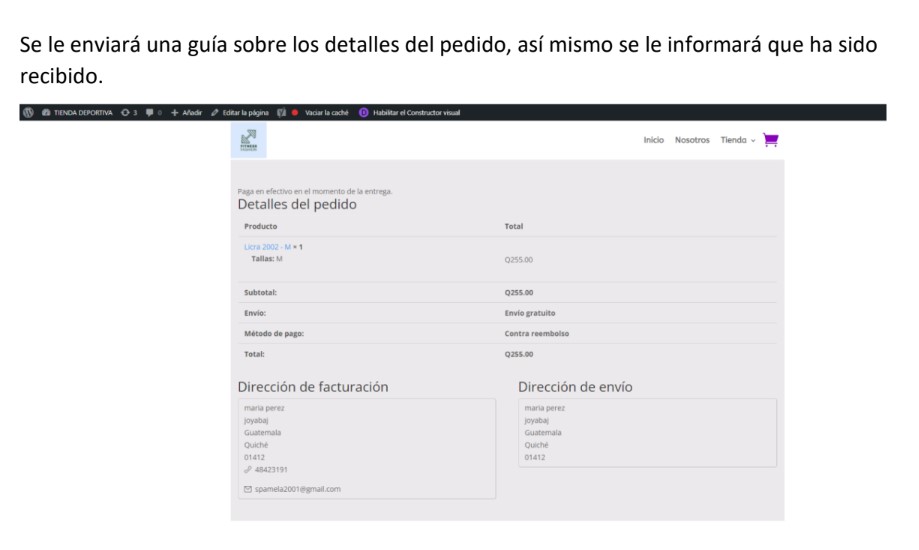 Se le enviará una guía sobre los detalles del pedido, así mismo se le informará que ha sido
recibido.
TIENDA DEPORTIVA 3 0 + Añadir Editar la página Vaciar la caché D Habilitar el Constructor visual
FITNESS
Inicio Nosotros Tienda
Paga en efectivo en el momento de la entrega.
Detalles del pedido
Producto Total
Licra 2002 - M × 1
Tallas: M Q255.00
Subtotal: Q255.00
Envío: Envío gratuito
Método de pago: Contra reembolso
Total: Q255.00
Dirección de facturación Dirección de envío
maria perez maria perez
joyabaj joyabaj
Guatemala Guatemala
Quiché Quiché
01412 01412
48423191
spamela2001@gmail.com